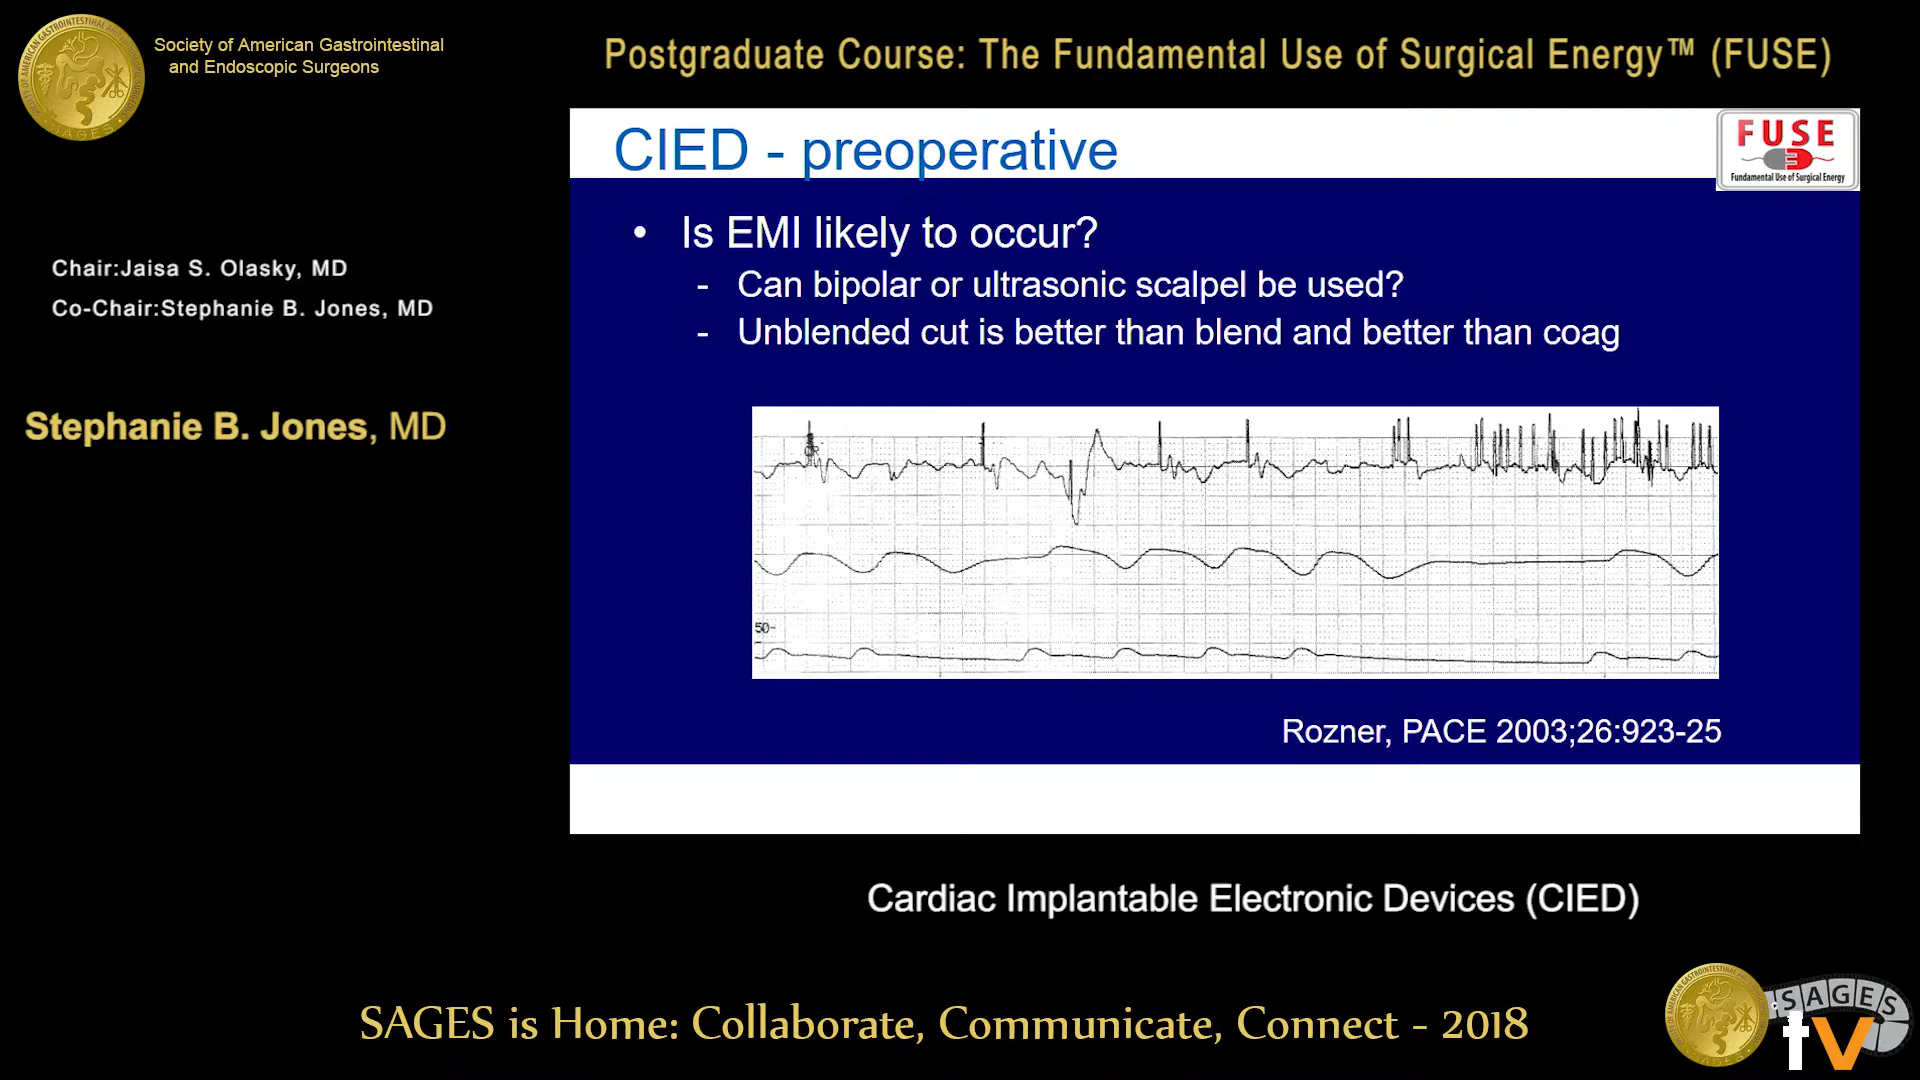 Society of American Gastrointestinal
and Endoscopic Surgeons
Postgraduate Course: The Fundamental Use of Surgical Energy™ (FUSE)
Chair:Jaisa S. Olasky, MD
Co-Chair:Stephanie B. Jones, MD
Stephanie B. Jones, MD
CIED - preoperative
FUSE
Fundamental Use of Surgical Energy
• Is EMI likely to occur?
- Can bipolar or ultrasonic scalpel be used?
- Unblended cut is better than blend and better than coag
50-
Rozner, PACE 2003;26:923-25
Cardiac Implantable Electronic Devices (CIED)
SAGES is Home: Collaborate, Communicate, Connect - 2018
SAGES
tv